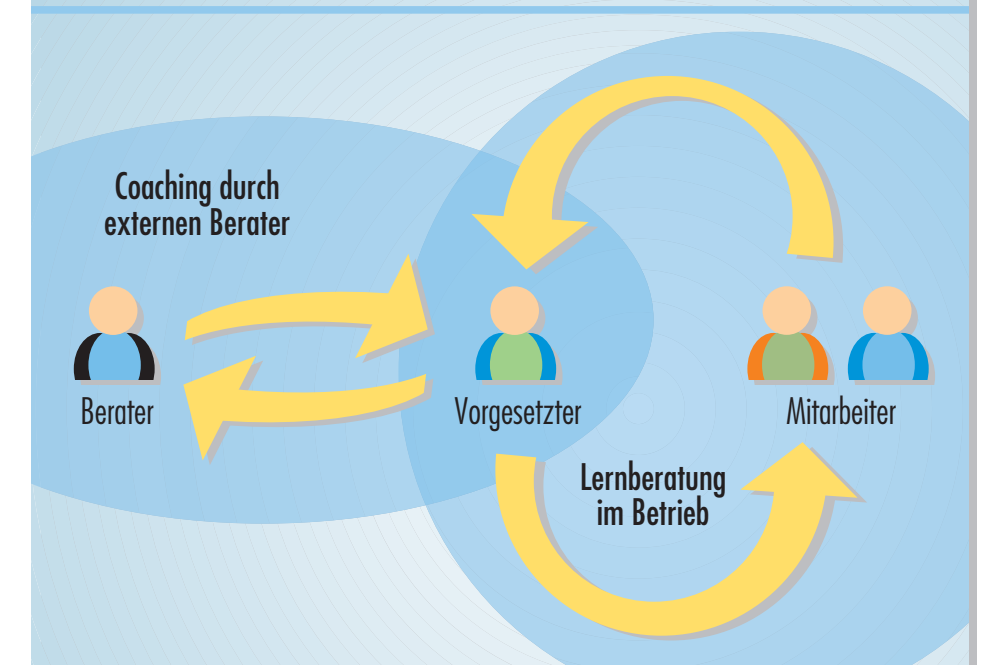 Coaching durch
externen Berater
Berater
Vorgesetzter
Mitarbeiter
Lernberatung
im Betrieb